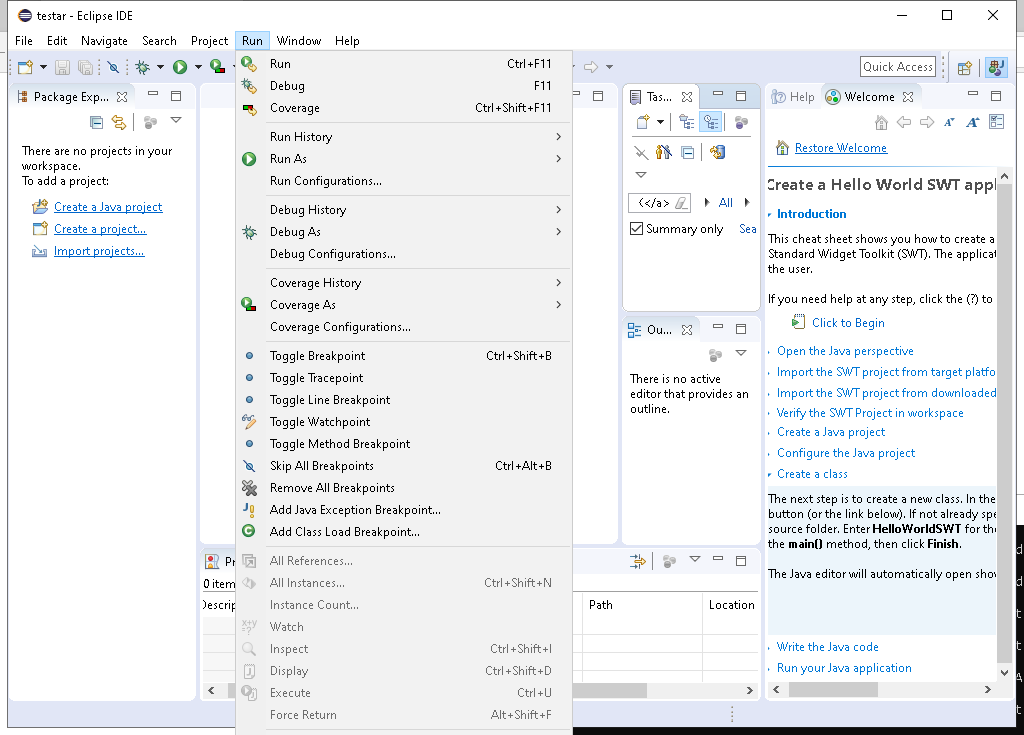 testar - Eclipse IDE
File Edit Navigate Search Project Run Window Help
Quick Access
Package Exp...
There are no projects in your
workspace.
To add a project:
Create a Java project
Create a project...
Import projects...
Run Ctrl+F11
Debug F11
Coverage Ctrl+Shift+F11
Run History
Run As
Run Configurations...
Debug History
Debug As
Debug Configurations...
Coverage History
Coverage As
Coverage Configurations...
Toggle Breakpoint Ctrl+Shift+B
Toggle Tracepoint
Toggle Line Breakpoint
Toggle Watchpoint
Toggle Method Breakpoint
Skip All Breakpoints Ctrl+Alt+B
Remove All Breakpoints
Add Java Exception Breakpoint...
Add Class Load Breakpoint...
All References...
All Instances... Ctrl+Shift+N
Instance Count...
Watch
Inspect Ctrl+Shift+I
Display Ctrl+Shift+D
Execute Ctrl+U
Force Return Alt+Shift+F
Pr
0 item
Descrip
Path Location
Tas...
(</a>
All
Summary only Sea
Ou...
There is no active
editor that provides an
outline.
Help Welcome
Restore Welcome
Create a Hello World SWT appl
Introduction
This cheat sheet shows you how to create a
Standard Widget Toolkit (SWT). The applicat
the user.
If you need help at any step, click the (?) to
Click to Begin
Open the Java perspective
Import the SWT project from target platfo
Import the SWT project from downloaded
Verify the SWT Project in workspace
Create a Java project
Configure the Java project
Create a class
The next step is to create a new class. In the
button (or the link below). If not already spe
source folder. Enter HelloWorldSWT for the
the main() method, then click Finish.
The Java editor will automatically open shov
Write the Java code
Run your Java application